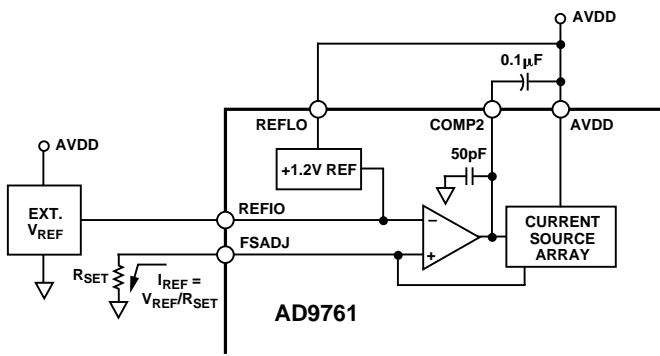 AVDD
0.1µF
REFLO
COMP2
AVDD
AVDD
+1.2V REF
50pF
EXT.
VREF
REFIO
–
FSADJ
+
CURRENT
SOURCE
ARRAY
RSET
IREF =
VREF/RSET
AD9761